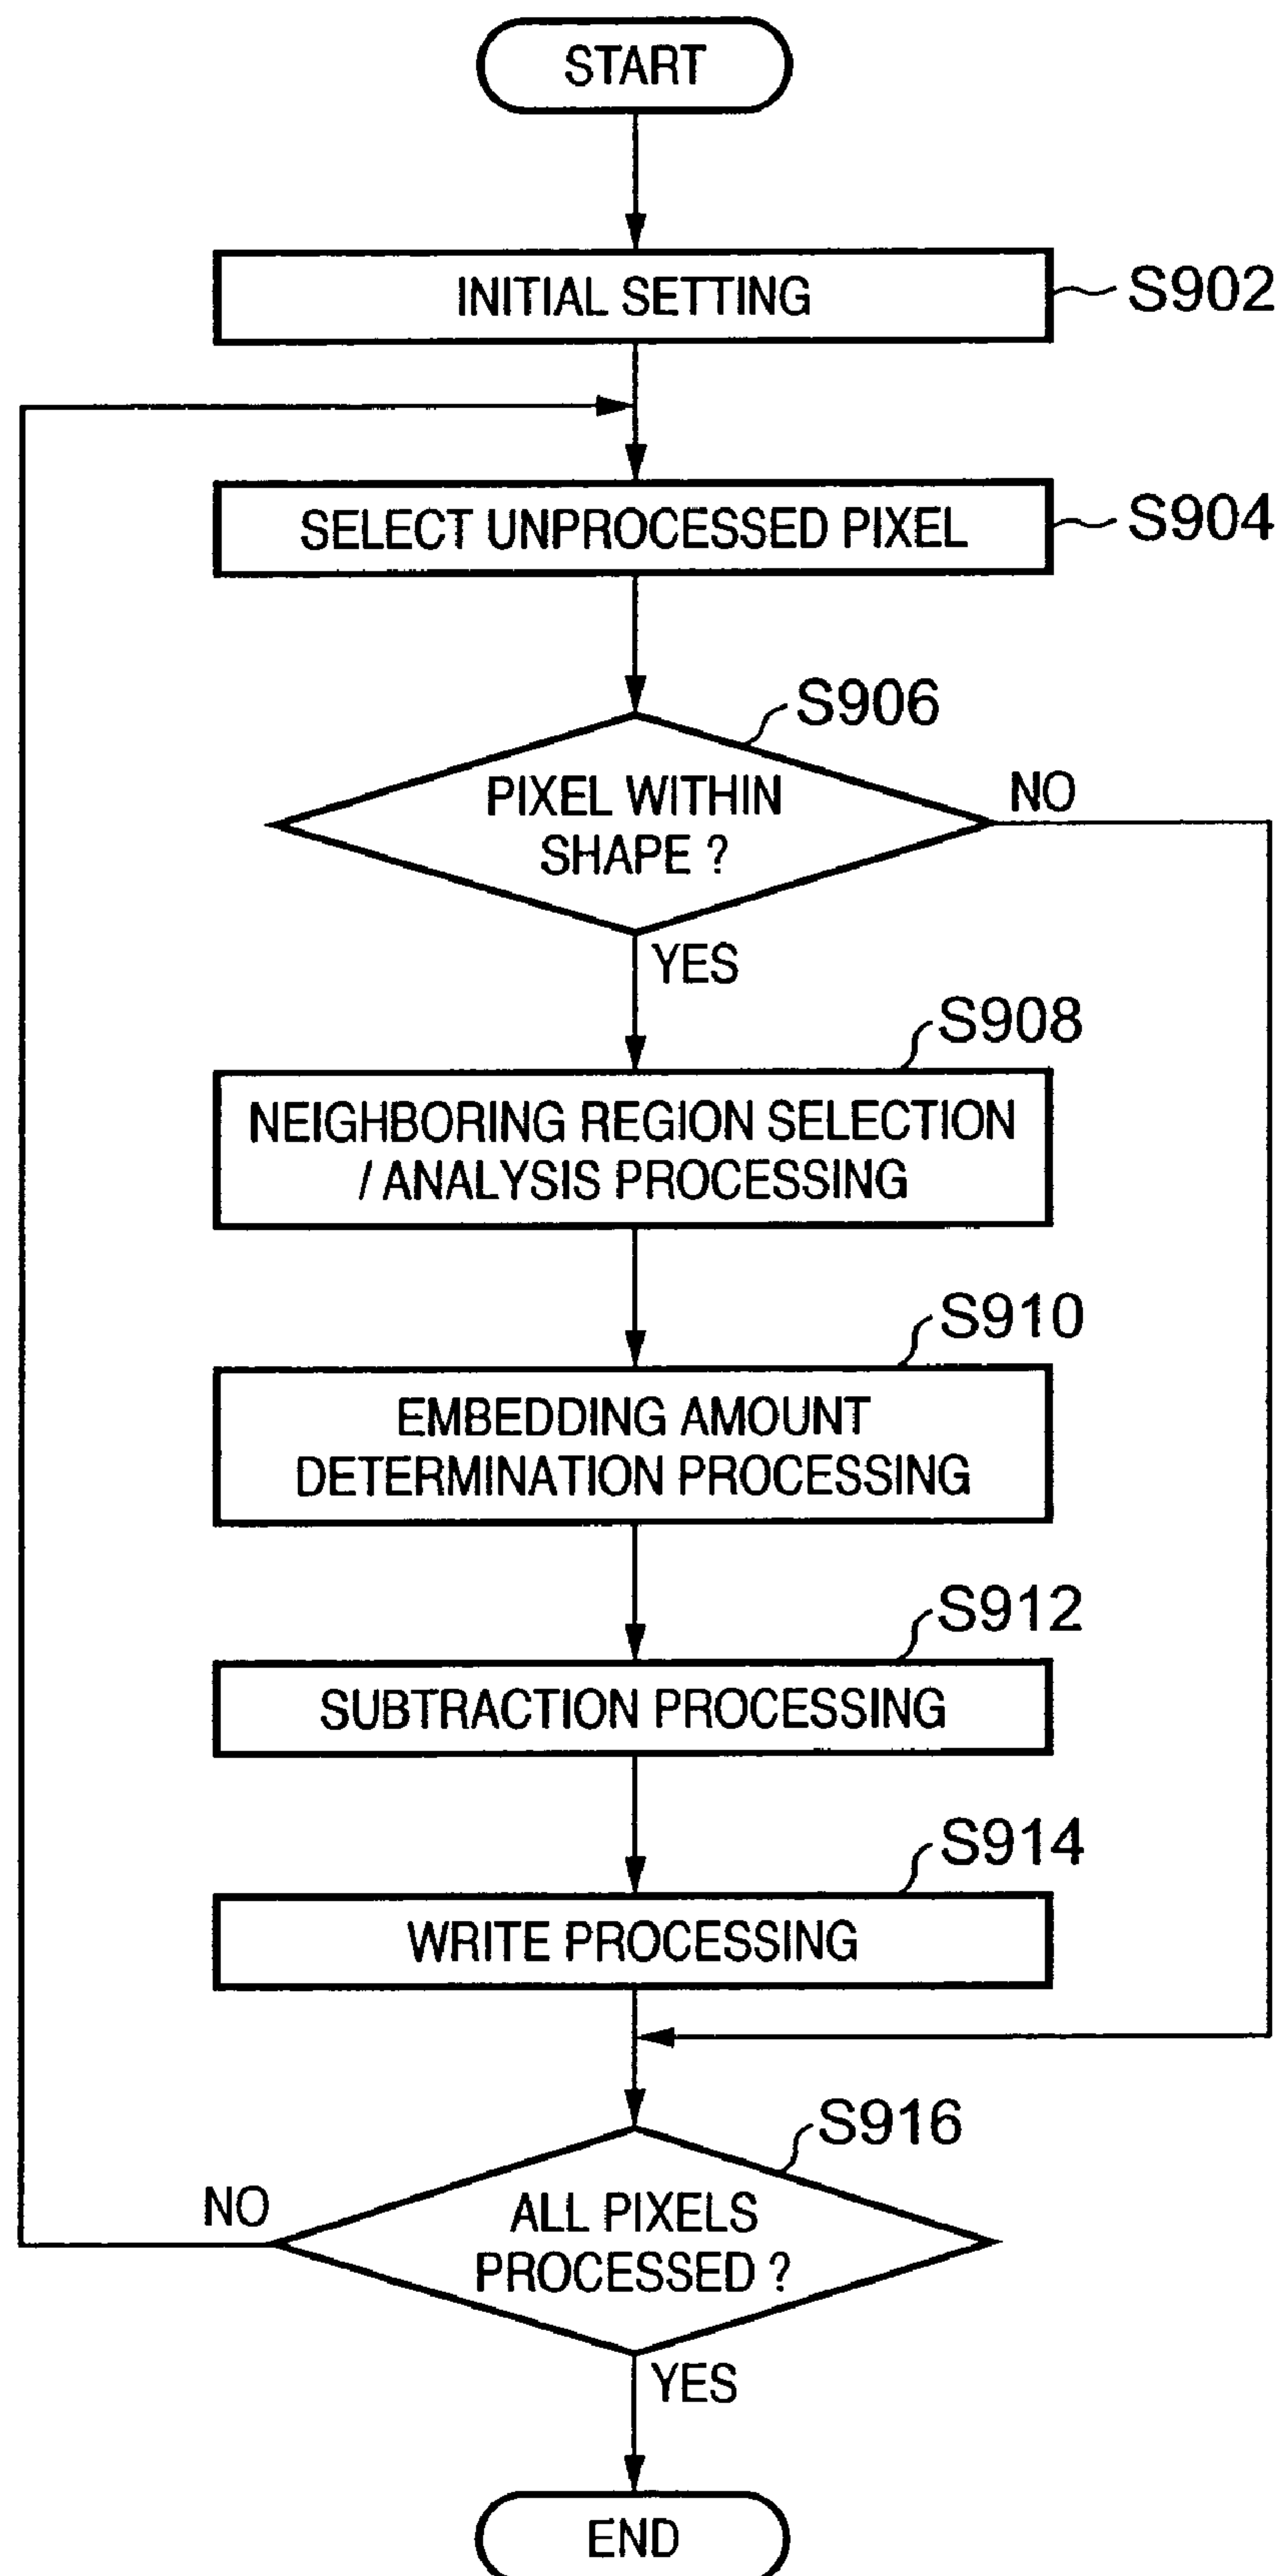 START
INITIAL SETTING
S902
SELECT UNPROCESSED PIXEL
S904
S906
PIXEL WITHIN
SHAPE ?
NO
YES
S908
NEIGHBORING REGION SELECTION
/ ANALYSIS PROCESSING
S910
EMBEDDING AMOUNT
DETERMINATION PROCESSING
S912
SUBTRACTION PROCESSING
S914
WRITE PROCESSING
S916
ALL PIXELS
PROCESSED ?
NO
YES
END